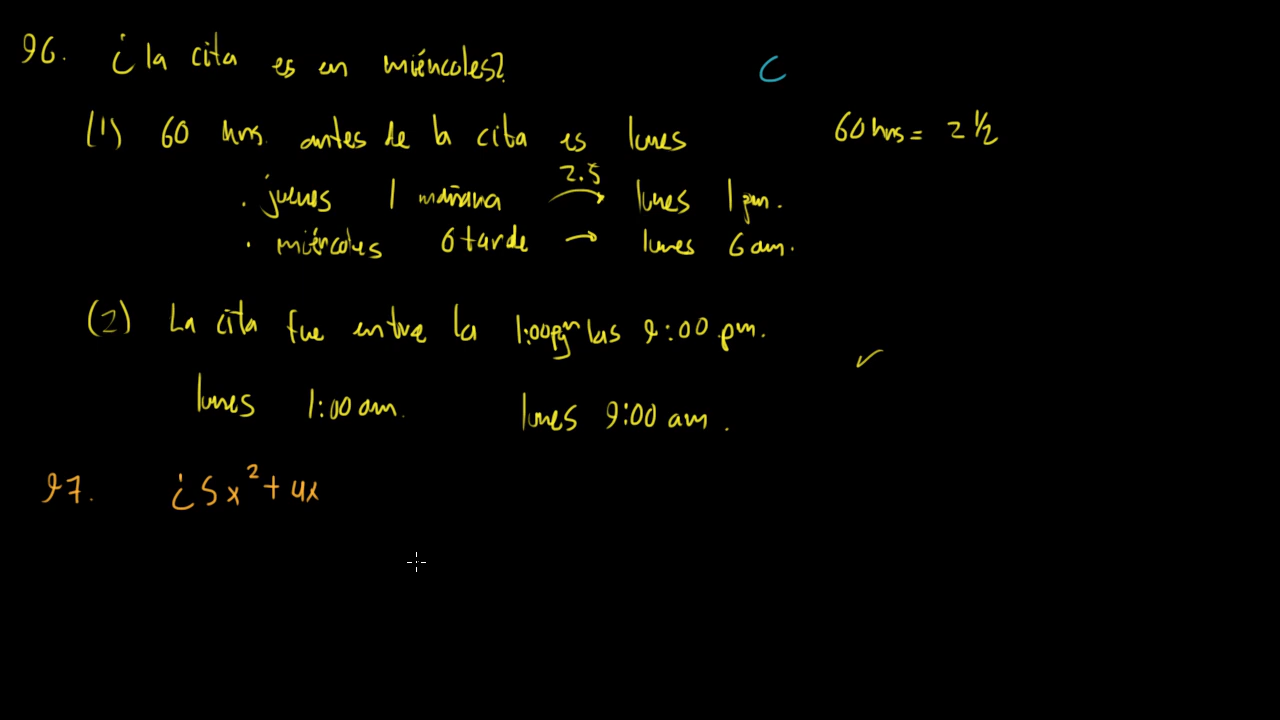 96. ¿la cita es en miércoles? C
(1) 60 hrs. antes de la cita es lunes 60 hrs = 2 1/2
. jueves 1 mañana 2.5 → lunes 1 pm.
. miércoles 6 tarde → lunes 6 am.
(2) La cita fue entre la 1:00pm y las 9:00 pm. ✓
lunes 1:00 am. lunes 9:00 am.
97. ¿5x² + 4x